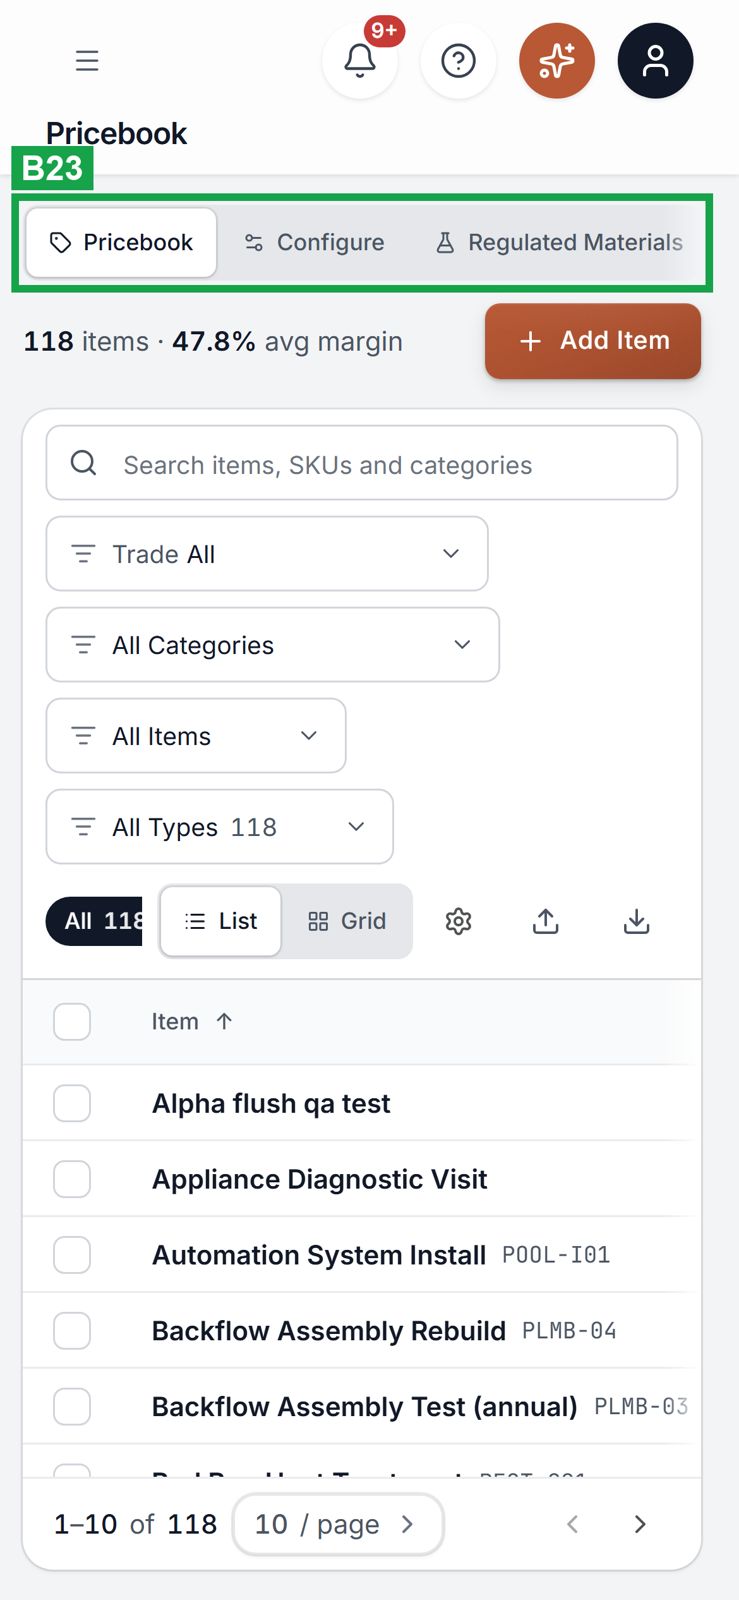 9+
Pricebook
B23
Pricebook Configure Regulated Materials
118 items · 47.8% avg margin
+ Add Item
Search items, SKUs and categories
Trade All
All Categories
All Items
All Types 118
All 118 List Grid
Item ↑
Alpha flush qa test
Appliance Diagnostic Visit
Automation System Install POOL-I01
Backflow Assembly Rebuild PLMB-04
Backflow Assembly Test (annual) PLMB-03
1–10 of 118 10 / page